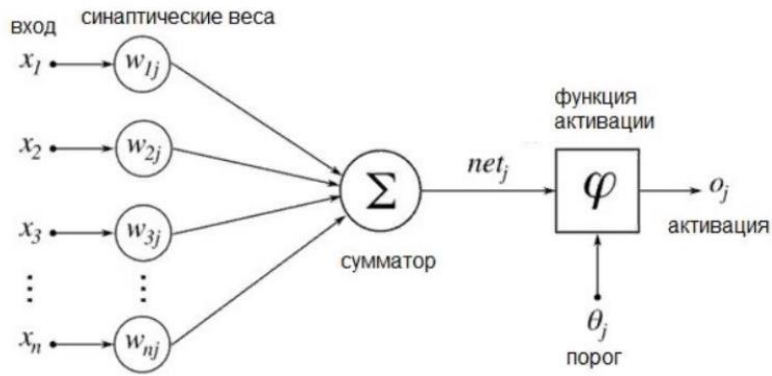 вход
синаптические веса
x₁
w₁ⱼ
x₂
w₂ⱼ
x₃
w₃ⱼ
⋮
⋮
xₙ
wₙⱼ
Σ
сумматор
netⱼ
функция
активации
φ
oⱼ
активация
θⱼ
порог